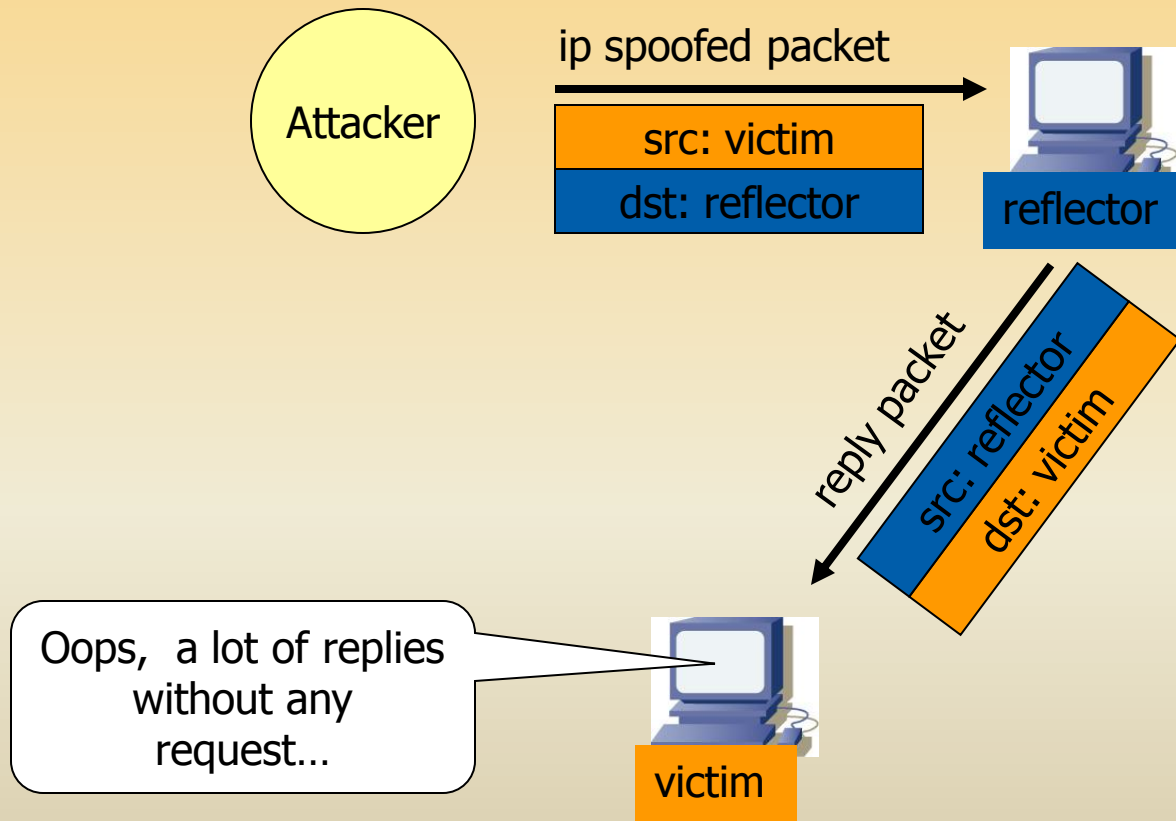 ip spoofed packet
Attacker
src: victim
dst: reflector
reflector
reply packet
src: reflector
dst: victim
Oops,  a lot of replies
without any
request…
victim